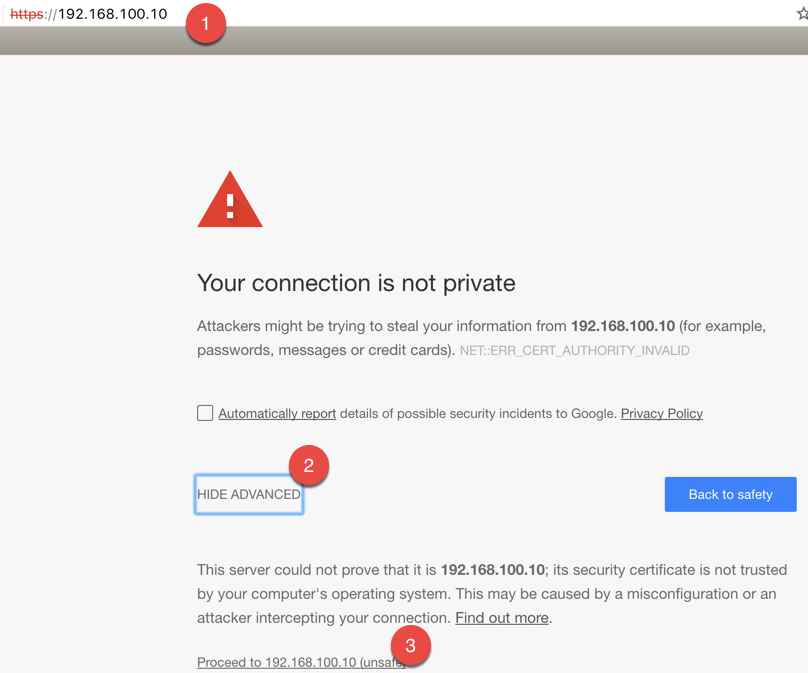 https://192.168.100.10
1
Your connection is not private
Attackers might be trying to steal your information from 192.168.100.10 (for example,
passwords, messages or credit cards). NET::ERR_CERT_AUTHORITY_INVALID
Automatically report details of possible security incidents to Google. Privacy Policy
2
HIDE ADVANCED
Back to safety
This server could not prove that it is 192.168.100.10; its security certificate is not trusted
by your computer's operating system. This may be caused by a misconfiguration or an
attacker intercepting your connection. Find out more.
3
Proceed to 192.168.100.10 (unsafe)